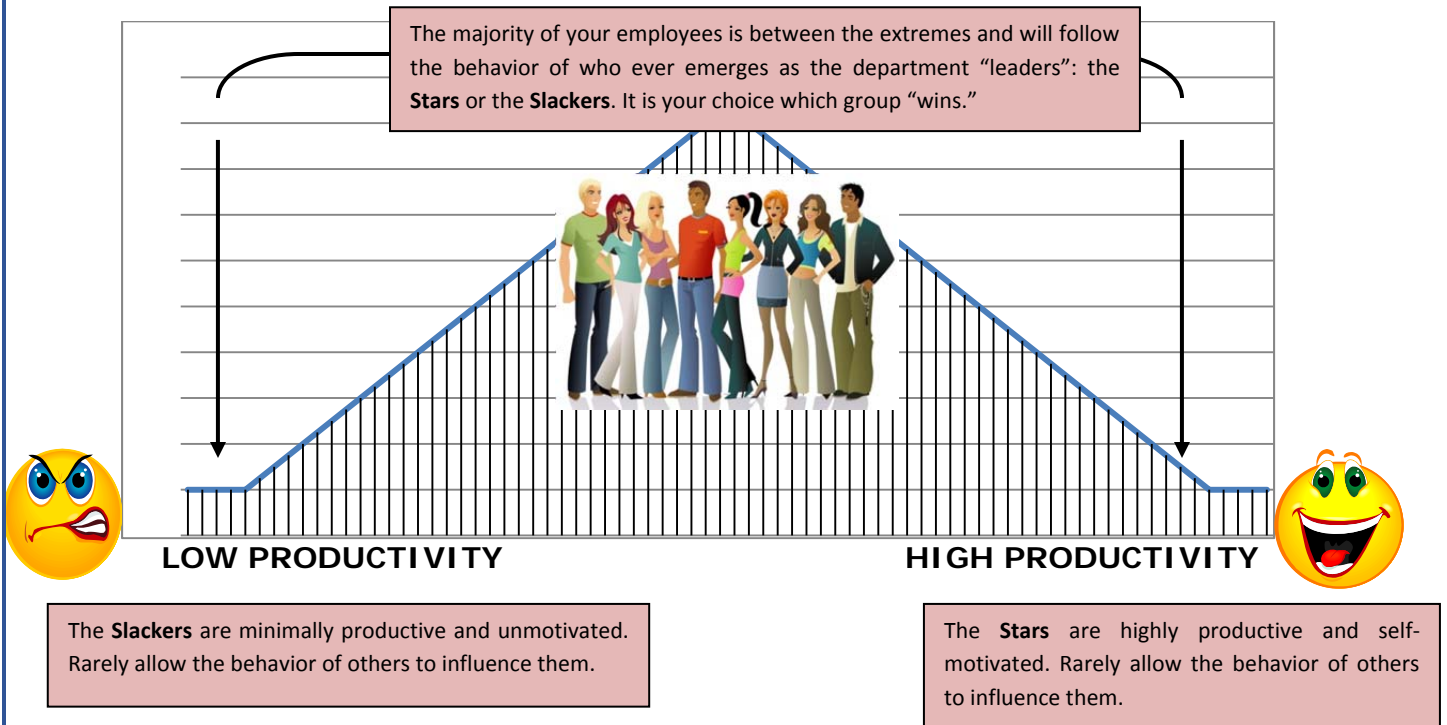 The majority of your employees is between the extremes and will follow
the behavior of who ever emerges as the department “leaders”: the
Stars or the Slackers. It is your choice which group “wins.”
LOW PRODUCTIVITY
HIGH PRODUCTIVITY
The Slackers are minimally productive and unmotivated.
Rarely allow the behavior of others to influence them.
The Stars are highly productive and self-
motivated. Rarely allow the behavior of others
to influence them.